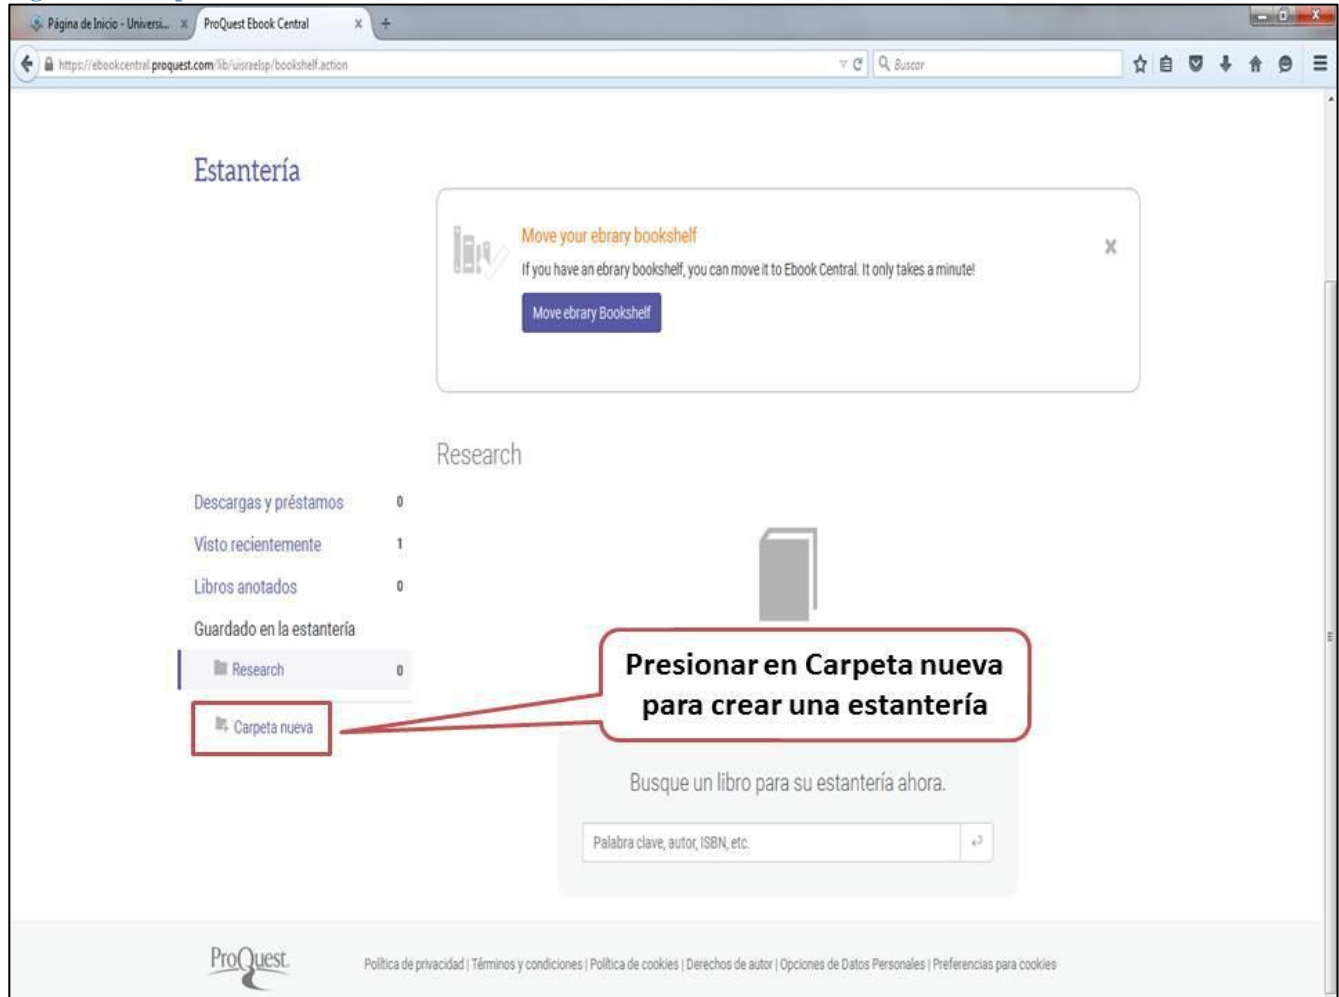 Página de Inicio - Universi... x ProQuest Ebook Central x +
https://ebookcentral.proquest.com/lib/uisraelsp/bookshelf.action Buscar
Estantería
Move your ebrary bookshelf
If you have an ebrary bookshelf, you can move it to Ebook Central. It only takes a minute!
Move ebrary Bookshelf
Research
Descargas y préstamos 0
Visto recientemente 1
Libros anotados 0
Guardado en la estantería
Research 0
Carpeta nueva
Presionar en Carpeta nueva
para crear una estantería
Busque un libro para su estantería ahora.
Palabra clave, autor, ISBN, etc.
ProQuest
Política de privacidad | Términos y condiciones | Política de cookies | Derechos de autor | Opciones de Datos Personales | Preferencias para cookies